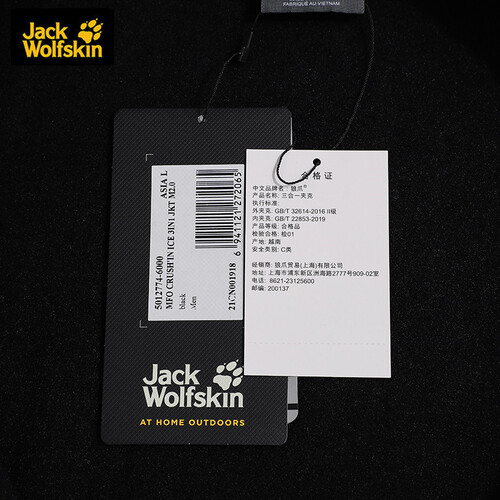 Jack
Wolfskin
FABRIQUÉ AU VIETNAM
ASIA L
MFO CRUSH'TN ICE 3IN1 JKT M2.0
5012774-6000
black
Men
6 941121 272065
21CN001918
Jack
Wolfskin
AT HOME OUTDOORS
合格证
中文品牌名: 狼爪®
产品名称: 三合一夹克
执行标准:
外夹克: GB/T 32614-2016 II级
内夹克: GB/T 22853-2019
产品等级: 合格品
检验合格: 检01
产地: 越南
安全类别: C类
经销商: 狼爪贸易(上海)有限公司
地址: 上海市浦东新区洲海路2777号909-02室
电话: 8621-23125600
邮编: 200137